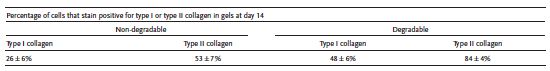 Percentage of cells that stain positive for type I or type II collagen in gels at day 14
Non-degradable Degradable
Type I collagen Type II collagen Type I collagen Type II collagen
26 ± 6% 53 ± 7% 48 ± 6% 84 ± 4%